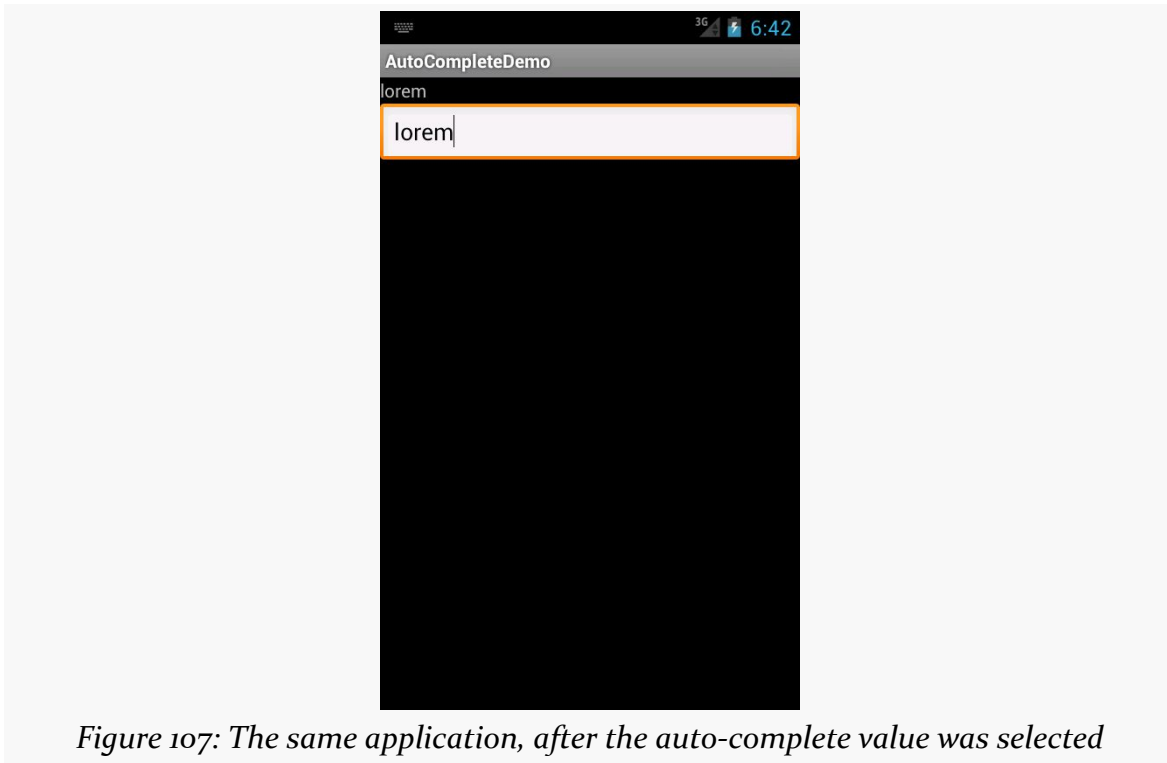 3G 6:42
AutoCompleteDemo
lorem
lorem
Figure 107: The same application, after the auto-complete value was selected